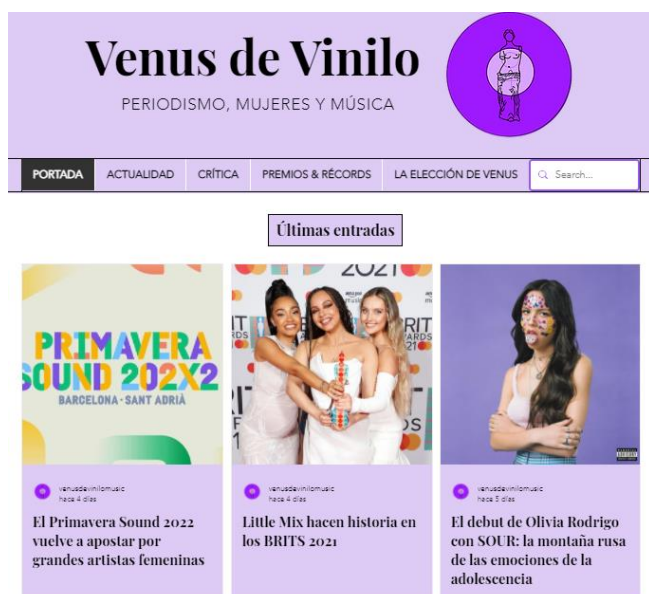 Venus de Vinilo
PERIODISMO, MUJERES Y MÚSICA
PORTADA
ACTUALIDAD
CRÍTICA
PREMIOS & RÉCORDS
LA ELECCIÓN DE VENUS
Search...
Últimas entradas
PRIMAVERA
SOUND 202X2
BARCELONA · SANT ADRIÀ
venusdevinilomusic
hace 4 días
El Primavera Sound 2022
vuelve a apostar por
grandes artistas femeninas
2021
venusdevinilomusic
hace 4 días
Little Mix hacen historia en
los BRITS 2021
venusdevinilomusic
hace 5 días
El debut de Olivia Rodrigo
con SOUR: la montaña rusa
de las emociones de la
adolescencia